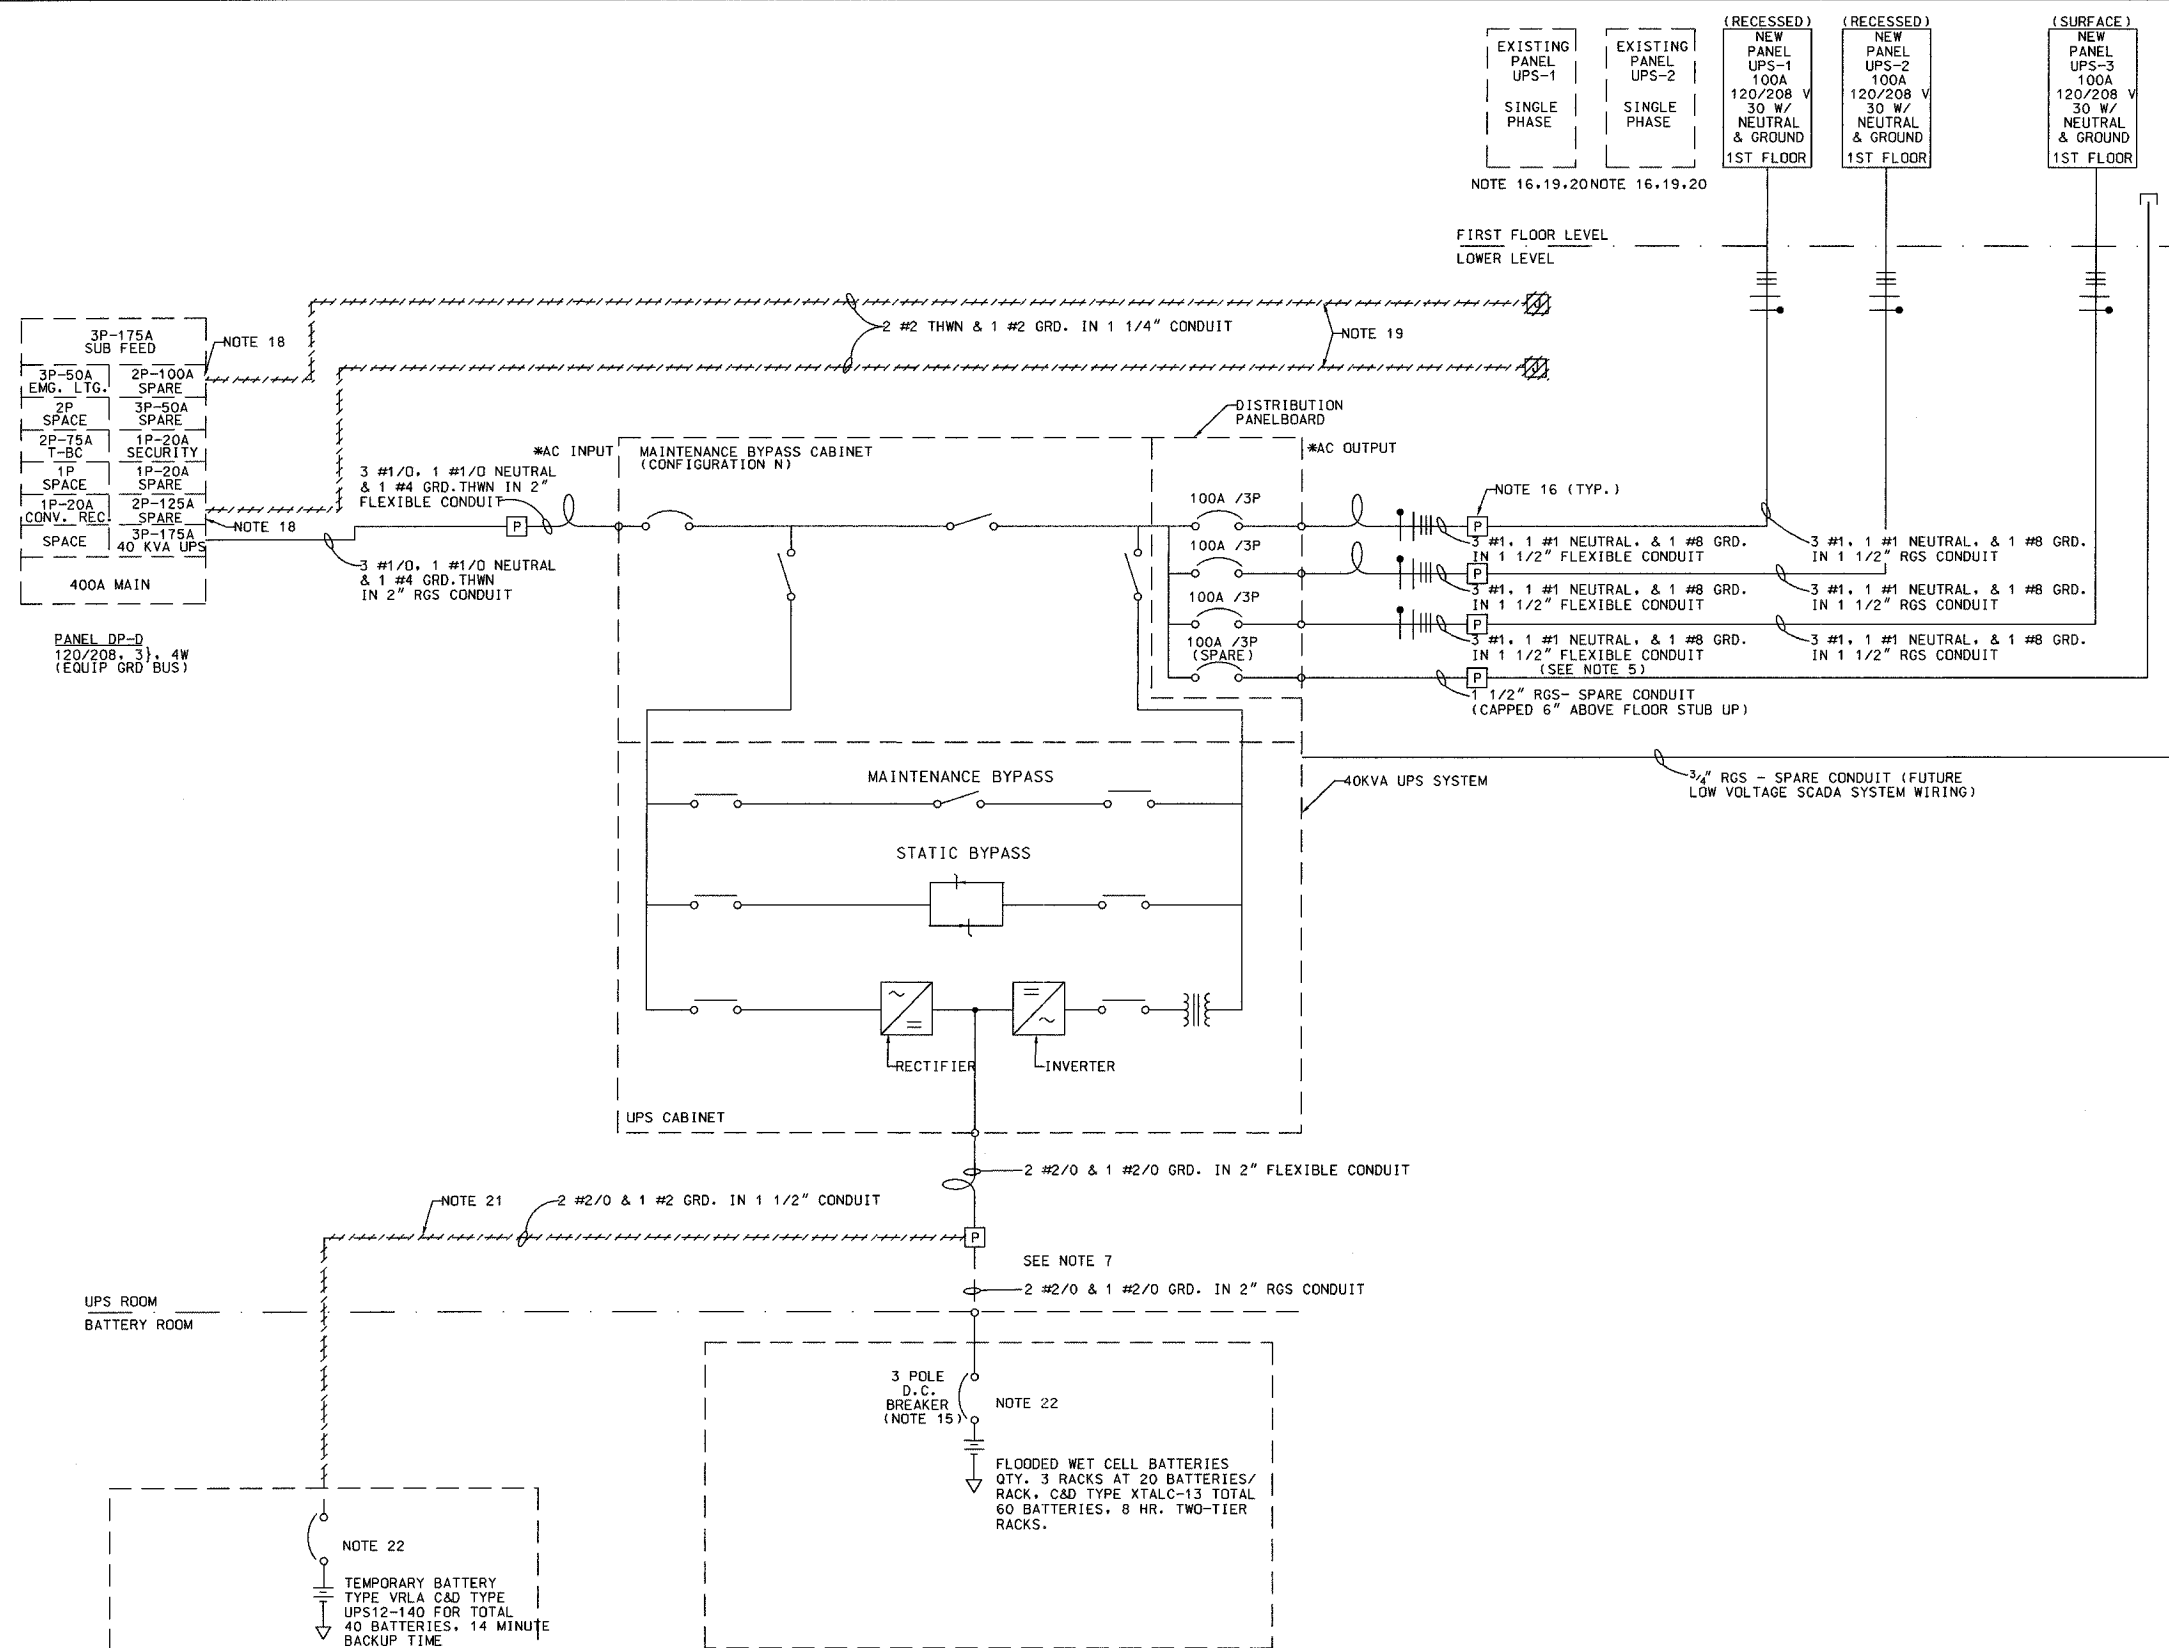 (RECESSED)
NEW
PANEL
UPS-1
100A
120/208 V
30 W/
NEUTRAL
& GROUND
1ST FLOOR
(RECESSED)
NEW
PANEL
UPS-2
100A
120/208 V
30 W/
NEUTRAL
& GROUND
1ST FLOOR
(SURFACE)
NEW
PANEL
UPS-3
100A
120/208 V
30 W/
NEUTRAL
& GROUND
1ST FLOOR
EXISTING
PANEL
UPS-1
SINGLE
PHASE
NOTE 16,19,20
EXISTING
PANEL
UPS-2
SINGLE
PHASE
NOTE 16,19,20
FIRST FLOOR LEVEL
LOWER LEVEL
2 #2 THWN & 1 #2 GRD. IN 1 1/4" CONDUIT
NOTE 19
J
J
3P-175A
SUB FEED
3P-50A
EMG. LTG.
2P-100A
SPARE
2P
SPACE
3P-50A
SPARE
2P-75A
T-BC
1P-20A
SECURITY
1P
SPACE
1P-20A
SPARE
1P-20A
CONV. REC.
2P-125A
SPARE
SPACE
3P-175A
40 KVA UPS
400A MAIN
PANEL DP-D
120/208, 3}, 4W
(EQUIP GRD BUS)
NOTE 18
NOTE 18
*AC INPUT
3 #1/0, 1 #1/0 NEUTRAL
& 1 #4 GRD.THWN IN 2"
FLEXIBLE CONDUIT
P
3 #1/0, 1 #1/0 NEUTRAL
& 1 #4 GRD.THWN
IN 2" RGS CONDUIT
MAINTENANCE BYPASS CABINET
(CONFIGURATION N)
DISTRIBUTION
PANELBOARD
*AC OUTPUT
100A /3P
100A /3P
100A /3P
100A /3P
(SPARE)
NOTE 16 (TYP.)
P
3 #1, 1 #1 NEUTRAL, & 1 #8 GRD.
IN 1 1/2" FLEXIBLE CONDUIT
3 #1, 1 #1 NEUTRAL, & 1 #8 GRD.
IN 1 1/2" RGS CONDUIT
P
3 #1, 1 #1 NEUTRAL, & 1 #8 GRD.
IN 1 1/2" FLEXIBLE CONDUIT
3 #1, 1 #1 NEUTRAL, & 1 #8 GRD.
IN 1 1/2" RGS CONDUIT
P
3 #1, 1 #1 NEUTRAL, & 1 #8 GRD.
IN 1 1/2" FLEXIBLE CONDUIT
(SEE NOTE 5)
3 #1, 1 #1 NEUTRAL, & 1 #8 GRD.
IN 1 1/2" RGS CONDUIT
P
1 1/2" RGS- SPARE CONDUIT
(CAPPED 6" ABOVE FLOOR STUB UP)
40KVA UPS SYSTEM
3/4" RGS - SPARE CONDUIT (FUTURE
LOW VOLTAGE SCADA SYSTEM WIRING)
MAINTENANCE BYPASS
STATIC BYPASS
RECTIFIER
INVERTER
UPS CABINET
2 #2/0 & 1 #2/0 GRD. IN 2" FLEXIBLE CONDUIT
NOTE 21
2 #2/0 & 1 #2 GRD. IN 1 1/2" CONDUIT
P
SEE NOTE 7
2 #2/0 & 1 #2/0 GRD. IN 2" RGS CONDUIT
UPS ROOM
BATTERY ROOM
3 POLE
D.C.
BREAKER
(NOTE 15)
NOTE 22
FLOODED WET CELL BATTERIES
QTY. 3 RACKS AT 20 BATTERIES/
RACK, C&D TYPE XTALC-13 TOTAL
60 BATTERIES, 8 HR. TWO-TIER
RACKS.
NOTE 22
TEMPORARY BATTERY
TYPE VRLA C&D TYPE
UPS12-140 FOR TOTAL
40 BATTERIES, 14 MINUTE
BACKUP TIME